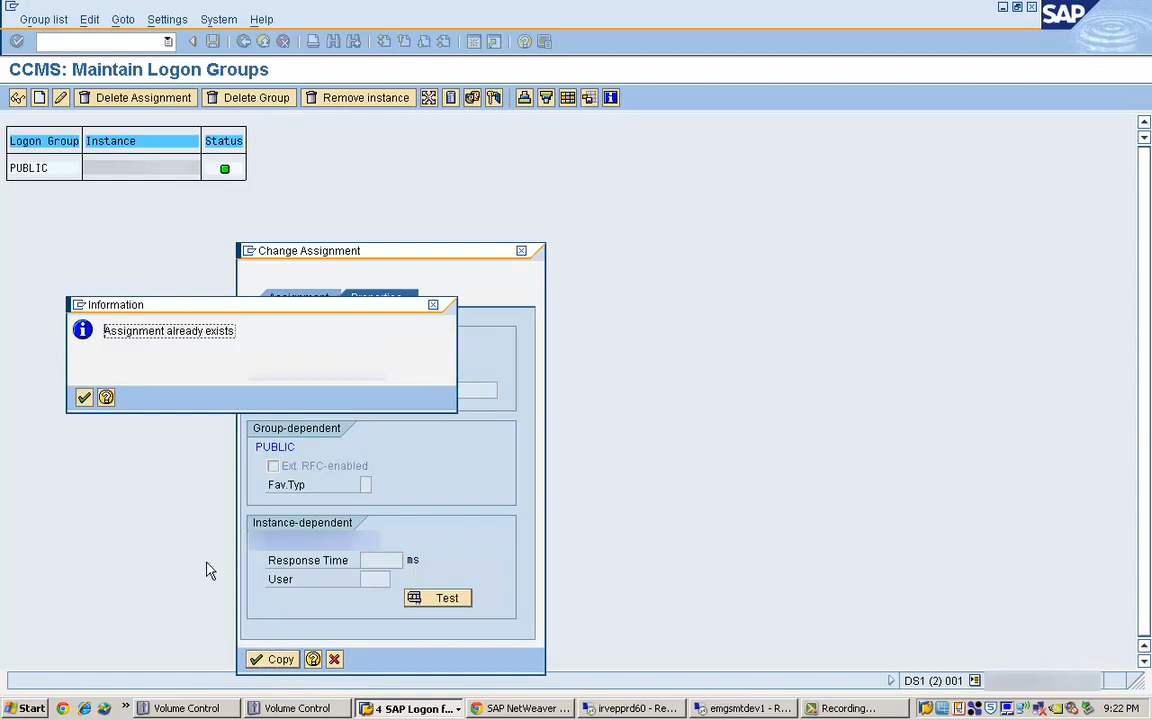 Group list Edit Goto Settings System Help
SAP
CCMS: Maintain Logon Groups
Delete Assignment Delete Group Remove instance
Logon Group Instance Status
PUBLIC
Change Assignment
Assignment Properties
Information
Assignment already exists
Group-dependent
PUBLIC
Ext. RFC-enabled
Fav.Typ
Instance-dependent
Response Time ms
User
Test
Copy
DS1 (2) 001
Start Volume Control Volume Control 4 SAP Logon f... SAP NetWeaver ... irvepprd60 - Re... emgsmtdev1 - R... Recording... 9:22 PM